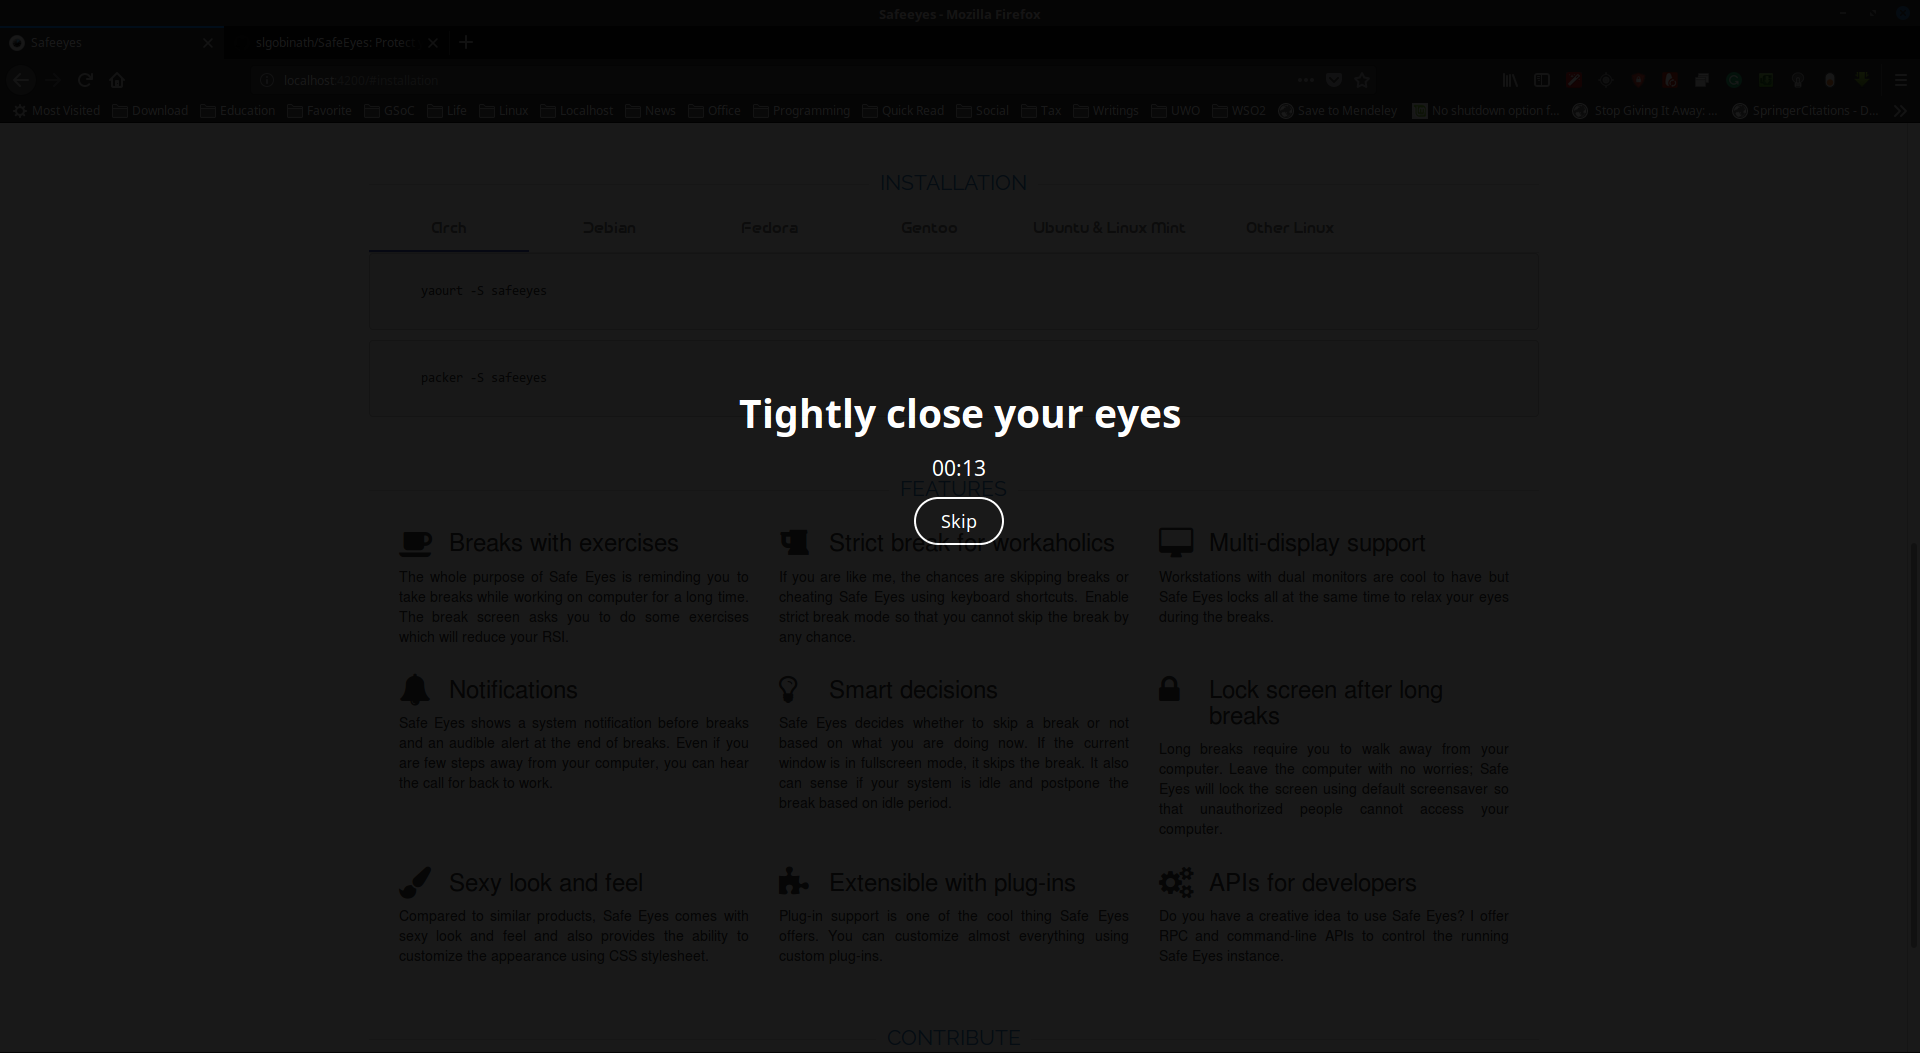 Safeeyes - Mozilla Firefox
Safeeyes
slgobinath/SafeEyes: Protect
localhost:4200/#installation
Most Visited Download Education Favorite GSoC Life Linux Localhost News Office Programming Quick Read Social Tax Writings UWO WSO2 Save to Mendeley No shutdown option f... Stop Giving It Away: ... SpringerCitations - D...
INSTALLATION
Arch Debian Fedora Gentoo Ubuntu & Linux Mint Other Linux
yaourt -S safeeyes
packer -S safeeyes
Tightly close your eyes
00:13
FEATURES
Skip
Breaks with exercises
The whole purpose of Safe Eyes is reminding you to
take breaks while working on computer for a long time.
The break screen asks you to do some exercises
which will reduce your RSI.
Strict break for workaholics
If you are like me, the chances are skipping breaks or
cheating Safe Eyes using keyboard shortcuts. Enable
strict break mode so that you cannot skip the break by
any chance.
Multi-display support
Workstations with dual monitors are cool to have but
Safe Eyes locks all at the same time to relax your eyes
during the breaks.
Notifications
Safe Eyes shows a system notification before breaks
and an audible alert at the end of breaks. Even if you
are few steps away from your computer, you can hear
the call for back to work.
Smart decisions
Safe Eyes decides whether to skip a break or not
based on what you are doing now. If the current
window is in fullscreen mode, it skips the break. It also
can sense if your system is idle and postpone the
break based on idle period.
Lock screen after long
breaks
Long breaks require you to walk away from your
computer. Leave the computer with no worries; Safe
Eyes will lock the screen using default screensaver so
that unauthorized people cannot access your
computer.
Sexy look and feel
Compared to similar products, Safe Eyes comes with
sexy look and feel and also provides the ability to
customize the appearance using CSS stylesheet.
Extensible with plug-ins
Plug-in support is one of the cool thing Safe Eyes
offers. You can customize almost everything using
custom plug-ins.
APIs for developers
Do you have a creative idea to use Safe Eyes? I offer
RPC and command-line APIs to control the running
Safe Eyes instance.
CONTRIBUTE